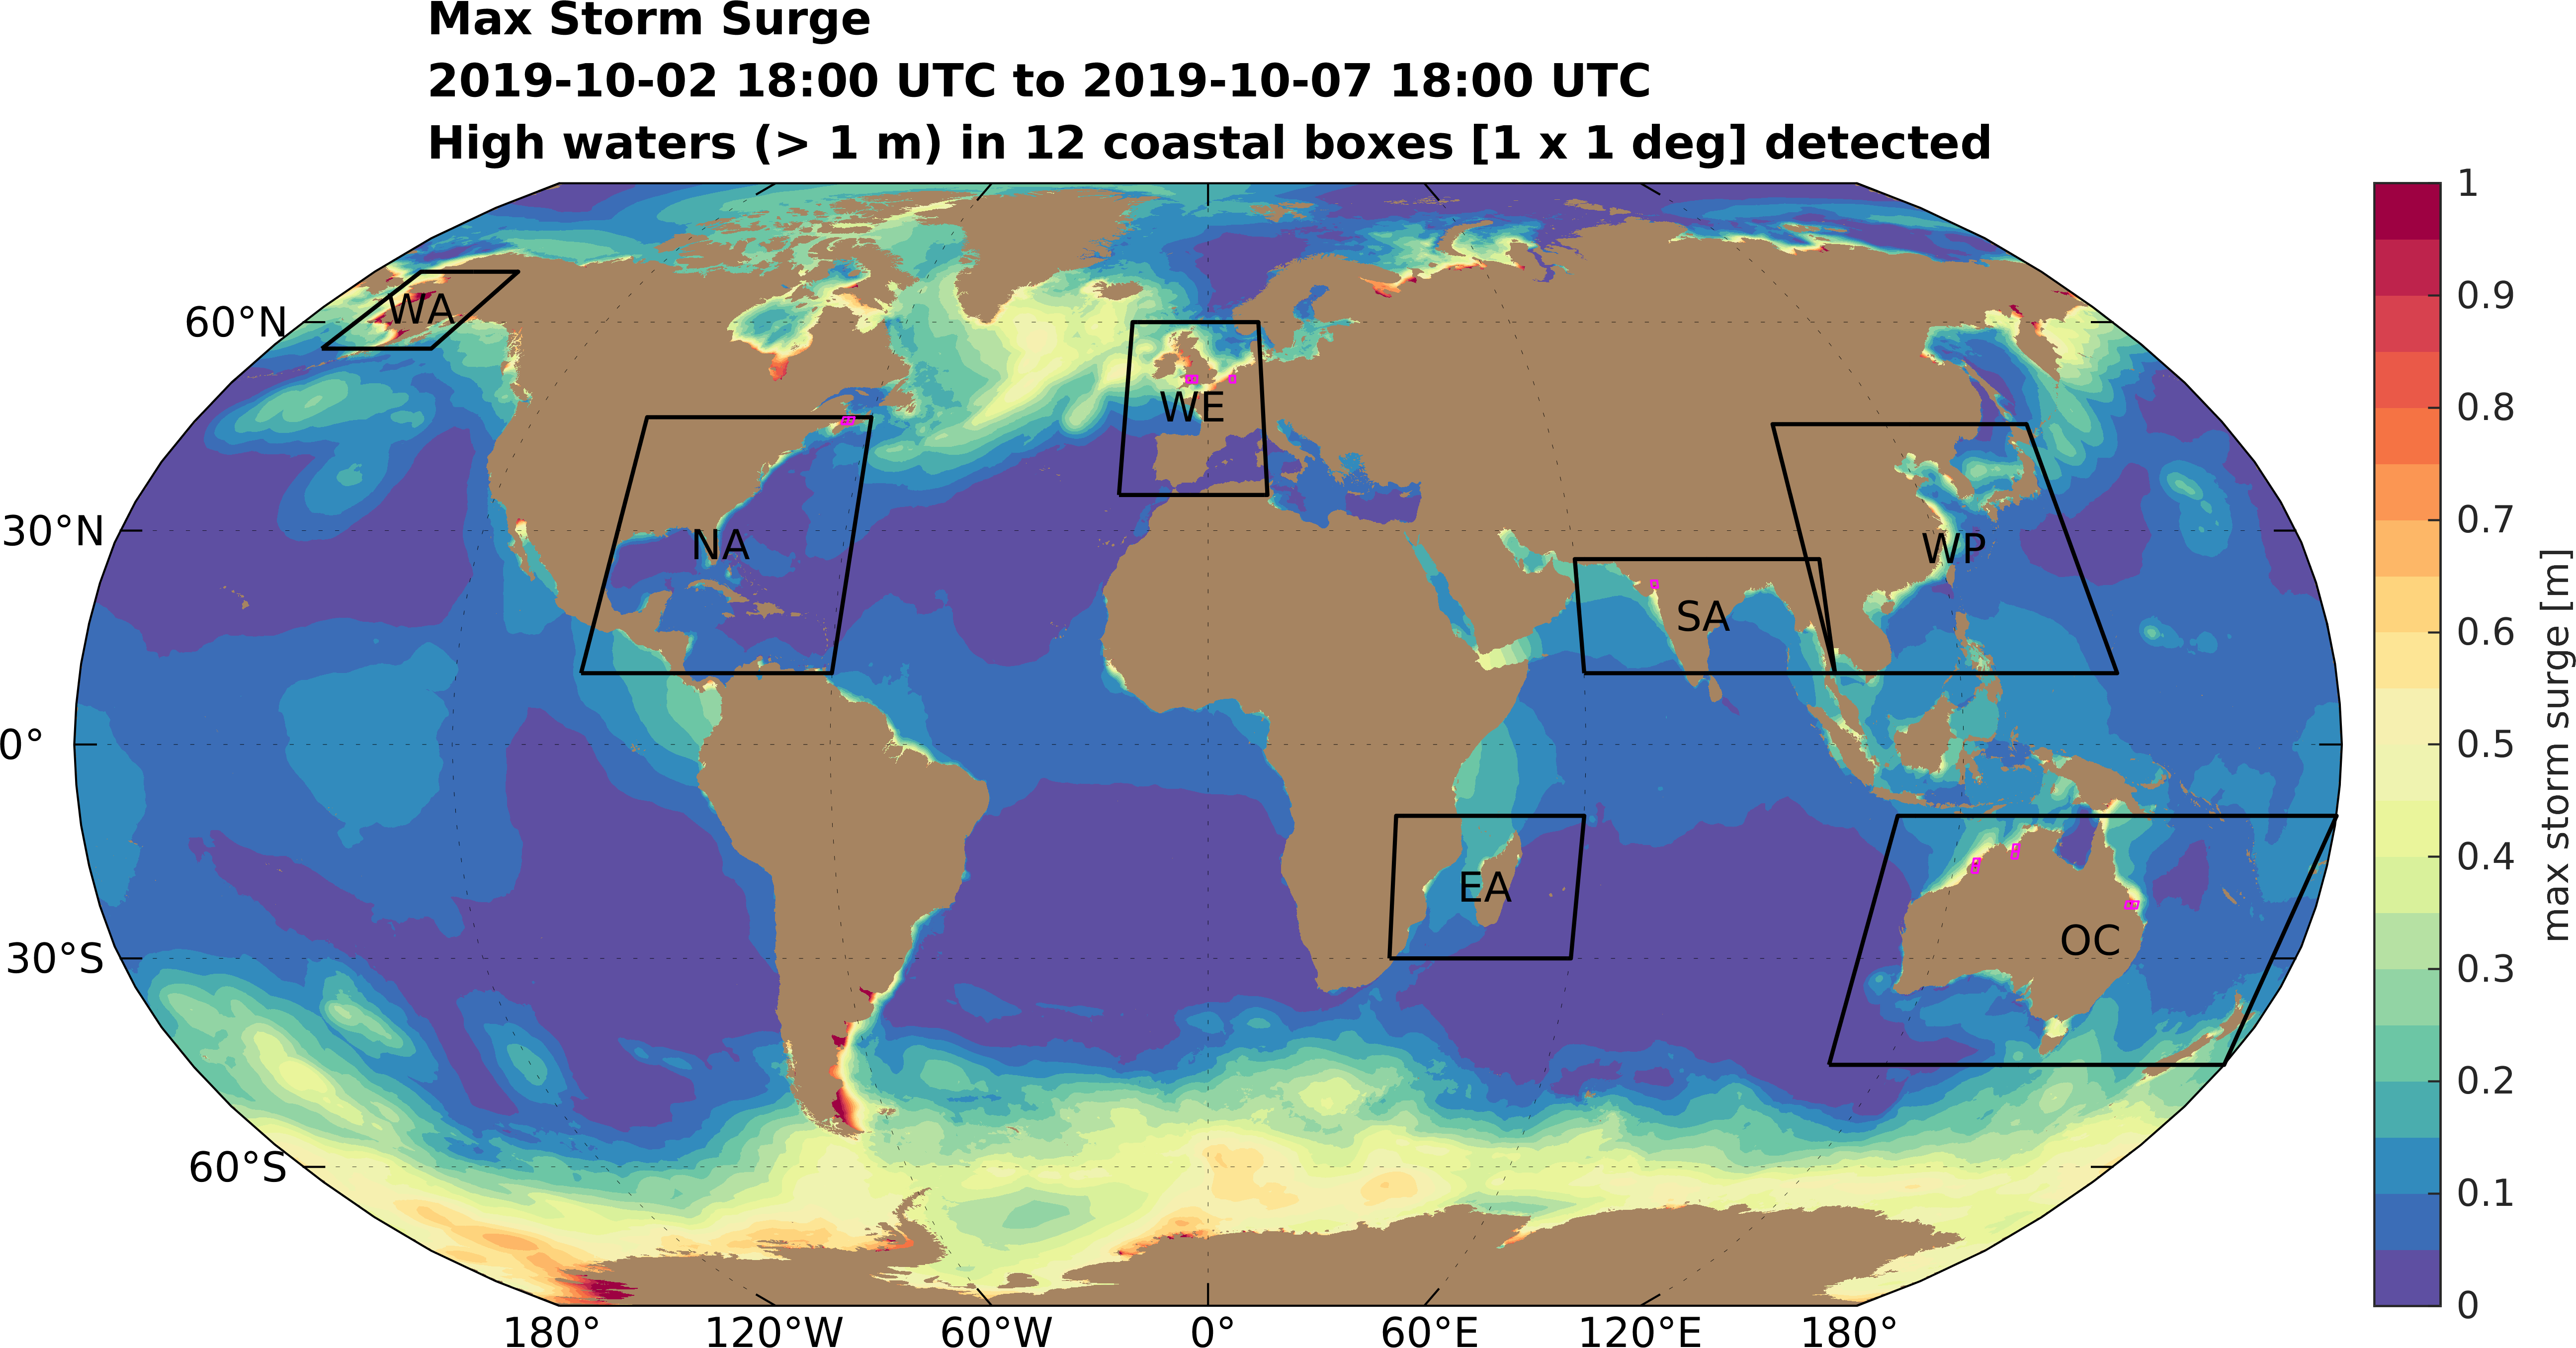 Max Storm Surge
2019-10-02 18:00 UTC to 2019-10-07 18:00 UTC
High waters (> 1 m) in 12 coastal boxes [1 x 1 deg] detected
60°N
30°N
0°
30°S
60°S
WA
NA
WE
SA
WP
EA
OC
180°
120°W
60°W
0°
60°E
120°E
180°
1
0.9
0.8
0.7
0.6
0.5
0.4
0.3
0.2
0.1
0
max storm surge [m]